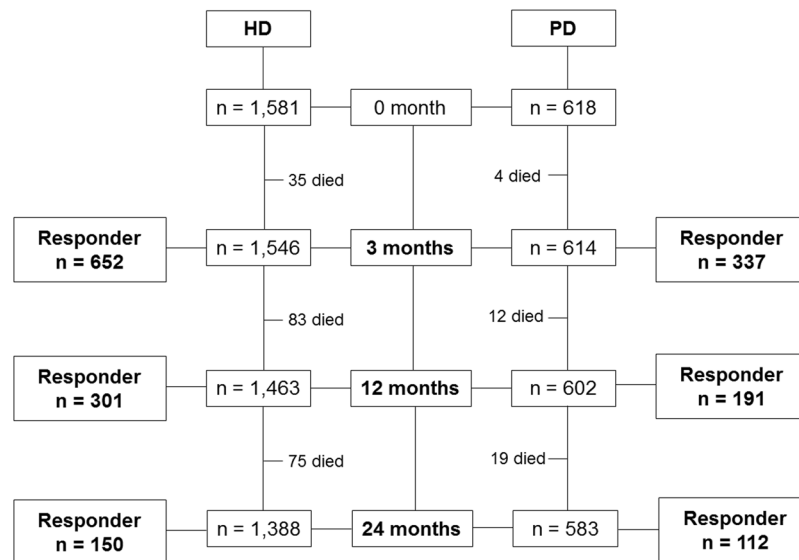 HD
PD
n = 1,581
0 month
n = 618
35 died
4 died
Responder
n = 652
n = 1,546
3 months
n = 614
Responder
n = 337
83 died
12 died
Responder
n = 301
n = 1,463
12 months
n = 602
Responder
n = 191
75 died
19 died
Responder
n = 150
n = 1,388
24 months
n = 583
Responder
n = 112